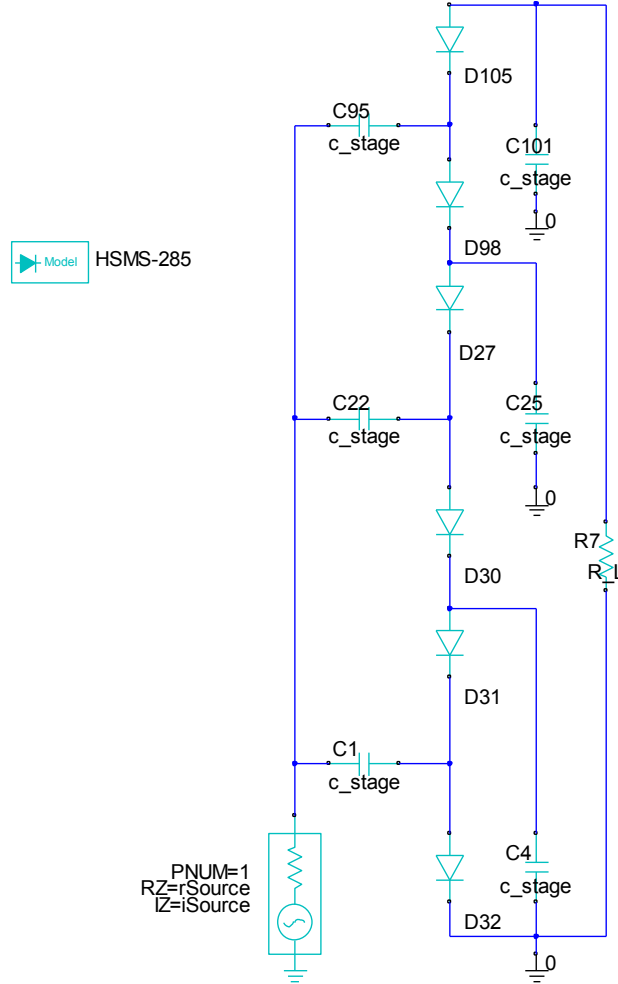 D105
C95
c_stage
C101
c_stage
0
Model
HSMS-285
D98
D27
C22
c_stage
C25
c_stage
0
R7
R_L
D30
D31
C1
c_stage
PNUM=1
RZ=rSource
IZ=iSource
C4
c_stage
D32
0